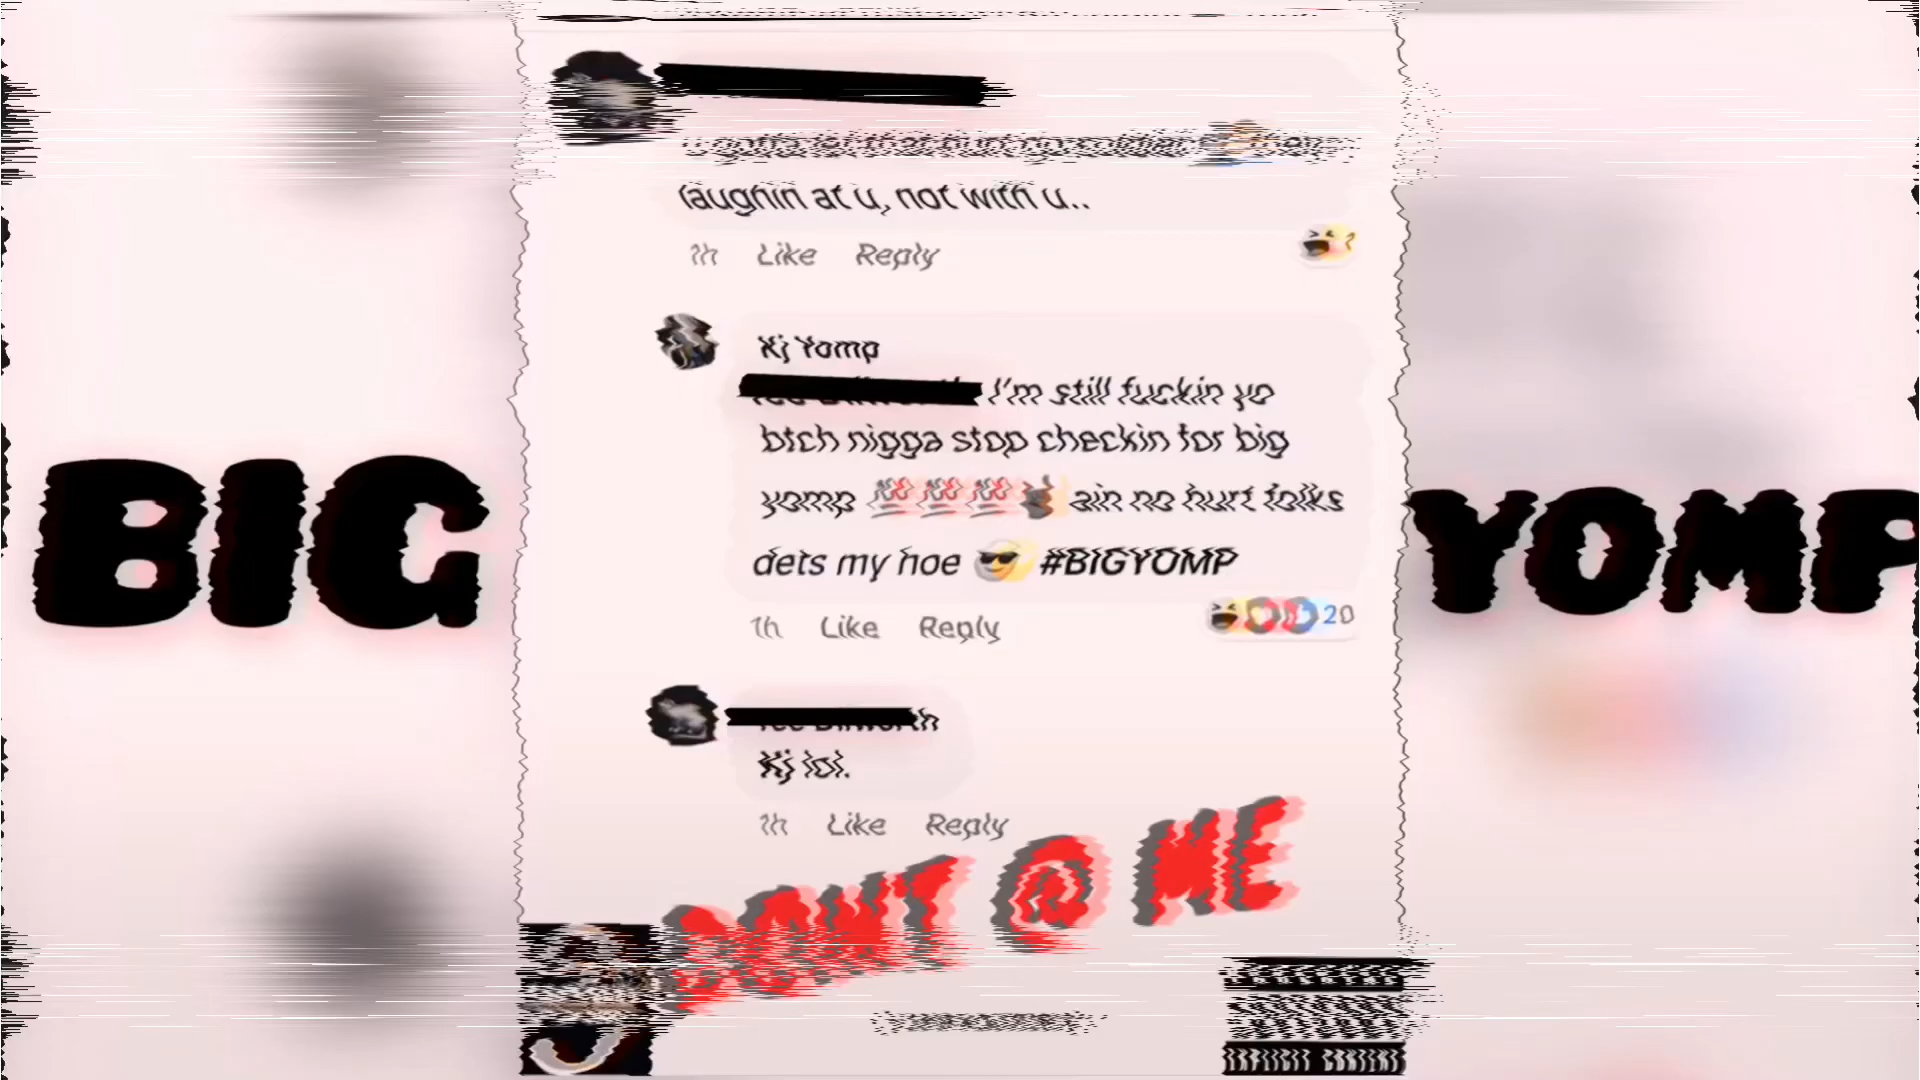 laughin at u, not with u..
1h Like Reply
Kj Yomp
I'm still fuckin yo
btch nigga stop checkin for big
yomp 💯💯💯 ain no hurt folks
dets my hoe 😎 #BIGYOMP
1h Like Reply
20
Kj lol.
1h Like Reply
BIG
YOMP
DONT @ ME